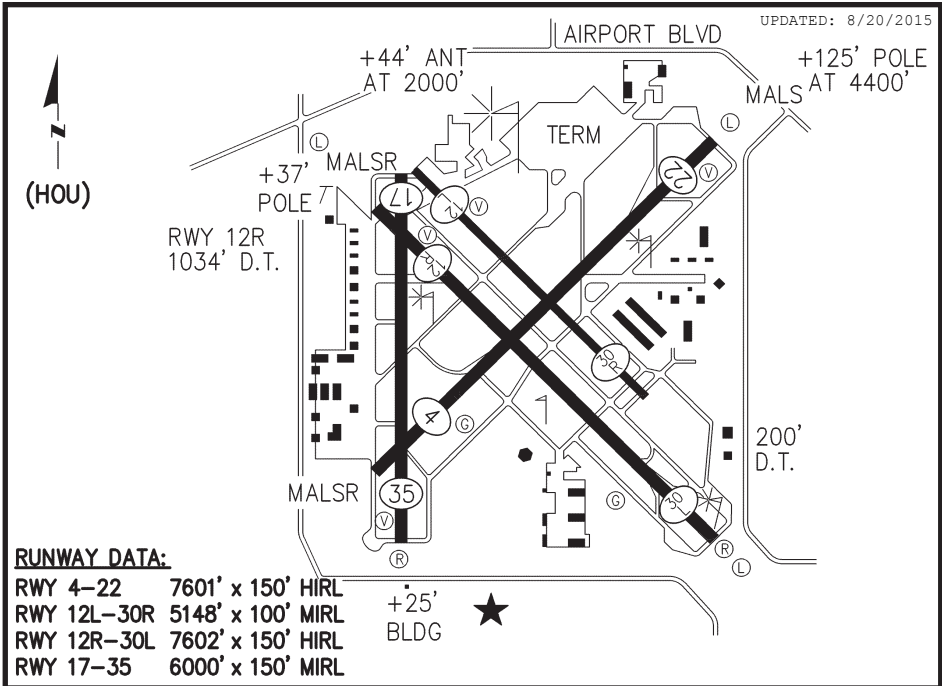 UPDATED: 8/20/2015
AIRPORT BLVD
+44' ANT
AT 2000'
+125' POLE
AT 4400'
MALS
L
N
(HOU)
L
TERM
MALSR
+37'
POLE
17
12
V
22
V
RWY 12R
1034' D.T.
V
12
R
30
R
4
G
200'
D.T.
MALSR
35
V
G
30
L
R
R
L
RUNWAY DATA:
RWY 4-22 7601' x 150' HIRL
RWY 12L-30R 5148' x 100' MIRL
RWY 12R-30L 7602' x 150' HIRL
RWY 17-35 6000' x 150' MIRL
+25'
BLDG